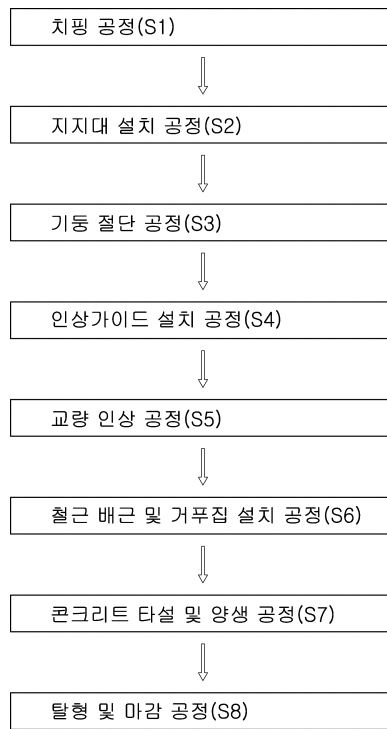 치핑 공정(S1)
지지대 설치 공정(S2)
기둥 절단 공정(S3)
인상가이드 설치 공정(S4)
교량 인상 공정(S5)
철근 배근 및 거푸집 설치 공정(S6)
콘크리트 타설 및 양생 공정(S7)
탈형 및 마감 공정(S8)